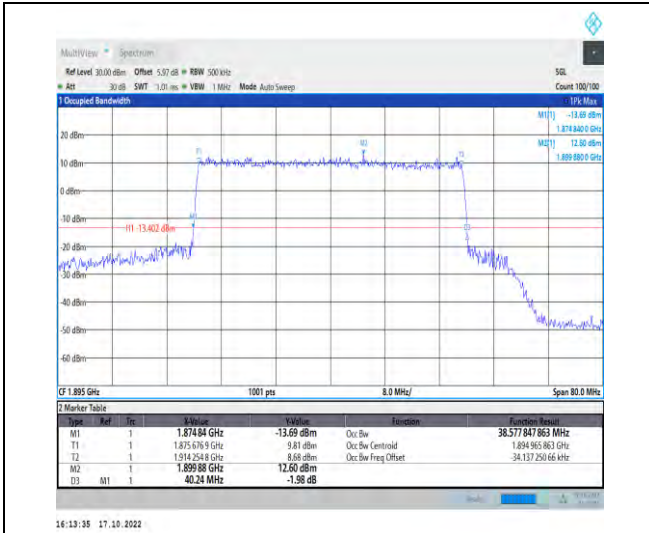 MultiView Spectrum
Ref Level 30.00 dBm Offset 5.97 dB RBW 500 kHz SGL
Att 30 dB SWT 1.01 ms VBW 1 MHz Mode Auto Sweep Count 100/100
1 Occupied Bandwidth 1Pk Max
M1[1] -13.69 dBm
1.874 840 0 GHz
M2[1] 12.60 dBm
1.899 880 0 GHz
20 dBm
M2
T1
T2
10 dBm
0 dBm
-10 dBm
M1
H1 -13.402 dBm
-20 dBm
-30 dBm
-40 dBm
-50 dBm
-60 dBm
CF 1.895 GHz 1001 pts 8.0 MHz/ Span 80.0 MHz
2 Marker Table
Type Ref Trc X-Value Y-Value Function Function Result
M1 1 1.874 84 GHz -13.69 dBm Occ Bw 38.577 847 863 MHz
T1 1 1.875 676 9 GHz 9.81 dBm Occ Bw Centroid 1.894 965 863 GHz
T2 1 1.914 254 8 GHz 8.68 dBm Occ Bw Freq Offset -34.137 250 66 kHz
M2 1 1.899 88 GHz 12.60 dBm
D3 M1 1 40.24 MHz -1.98 dB
16:13:35 17.10.2022